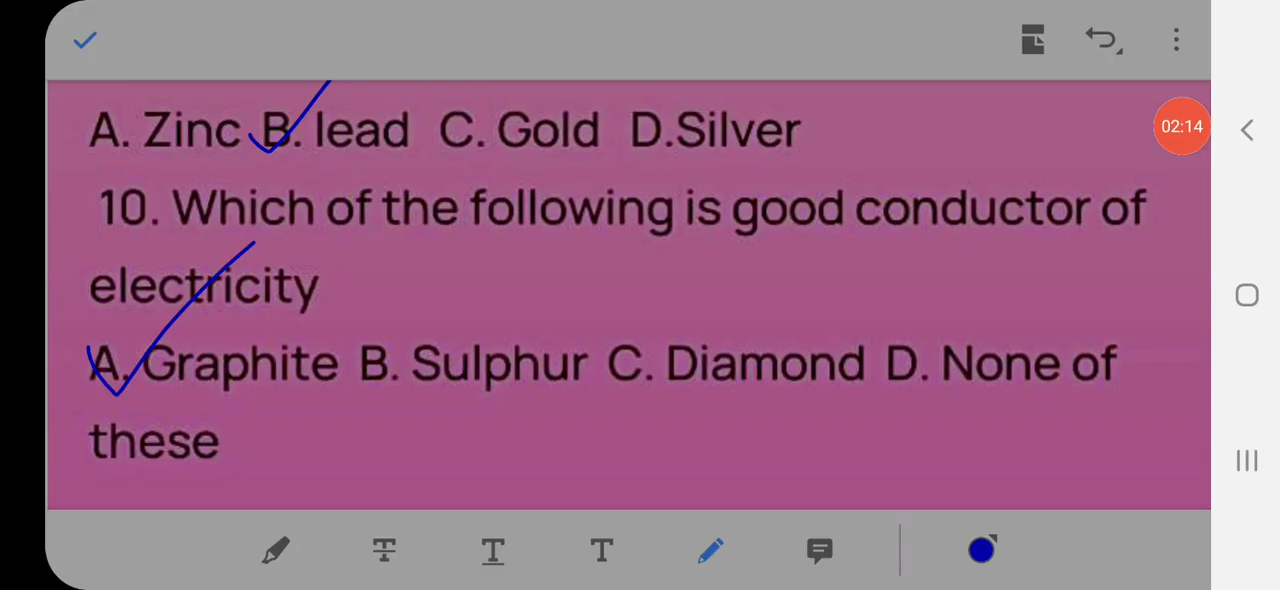 A. Zinc B. lead C. Gold D.Silver
02:14
10. Which of the following is good conductor of
electricity
A. Graphite B. Sulphur C. Diamond D. None of
these